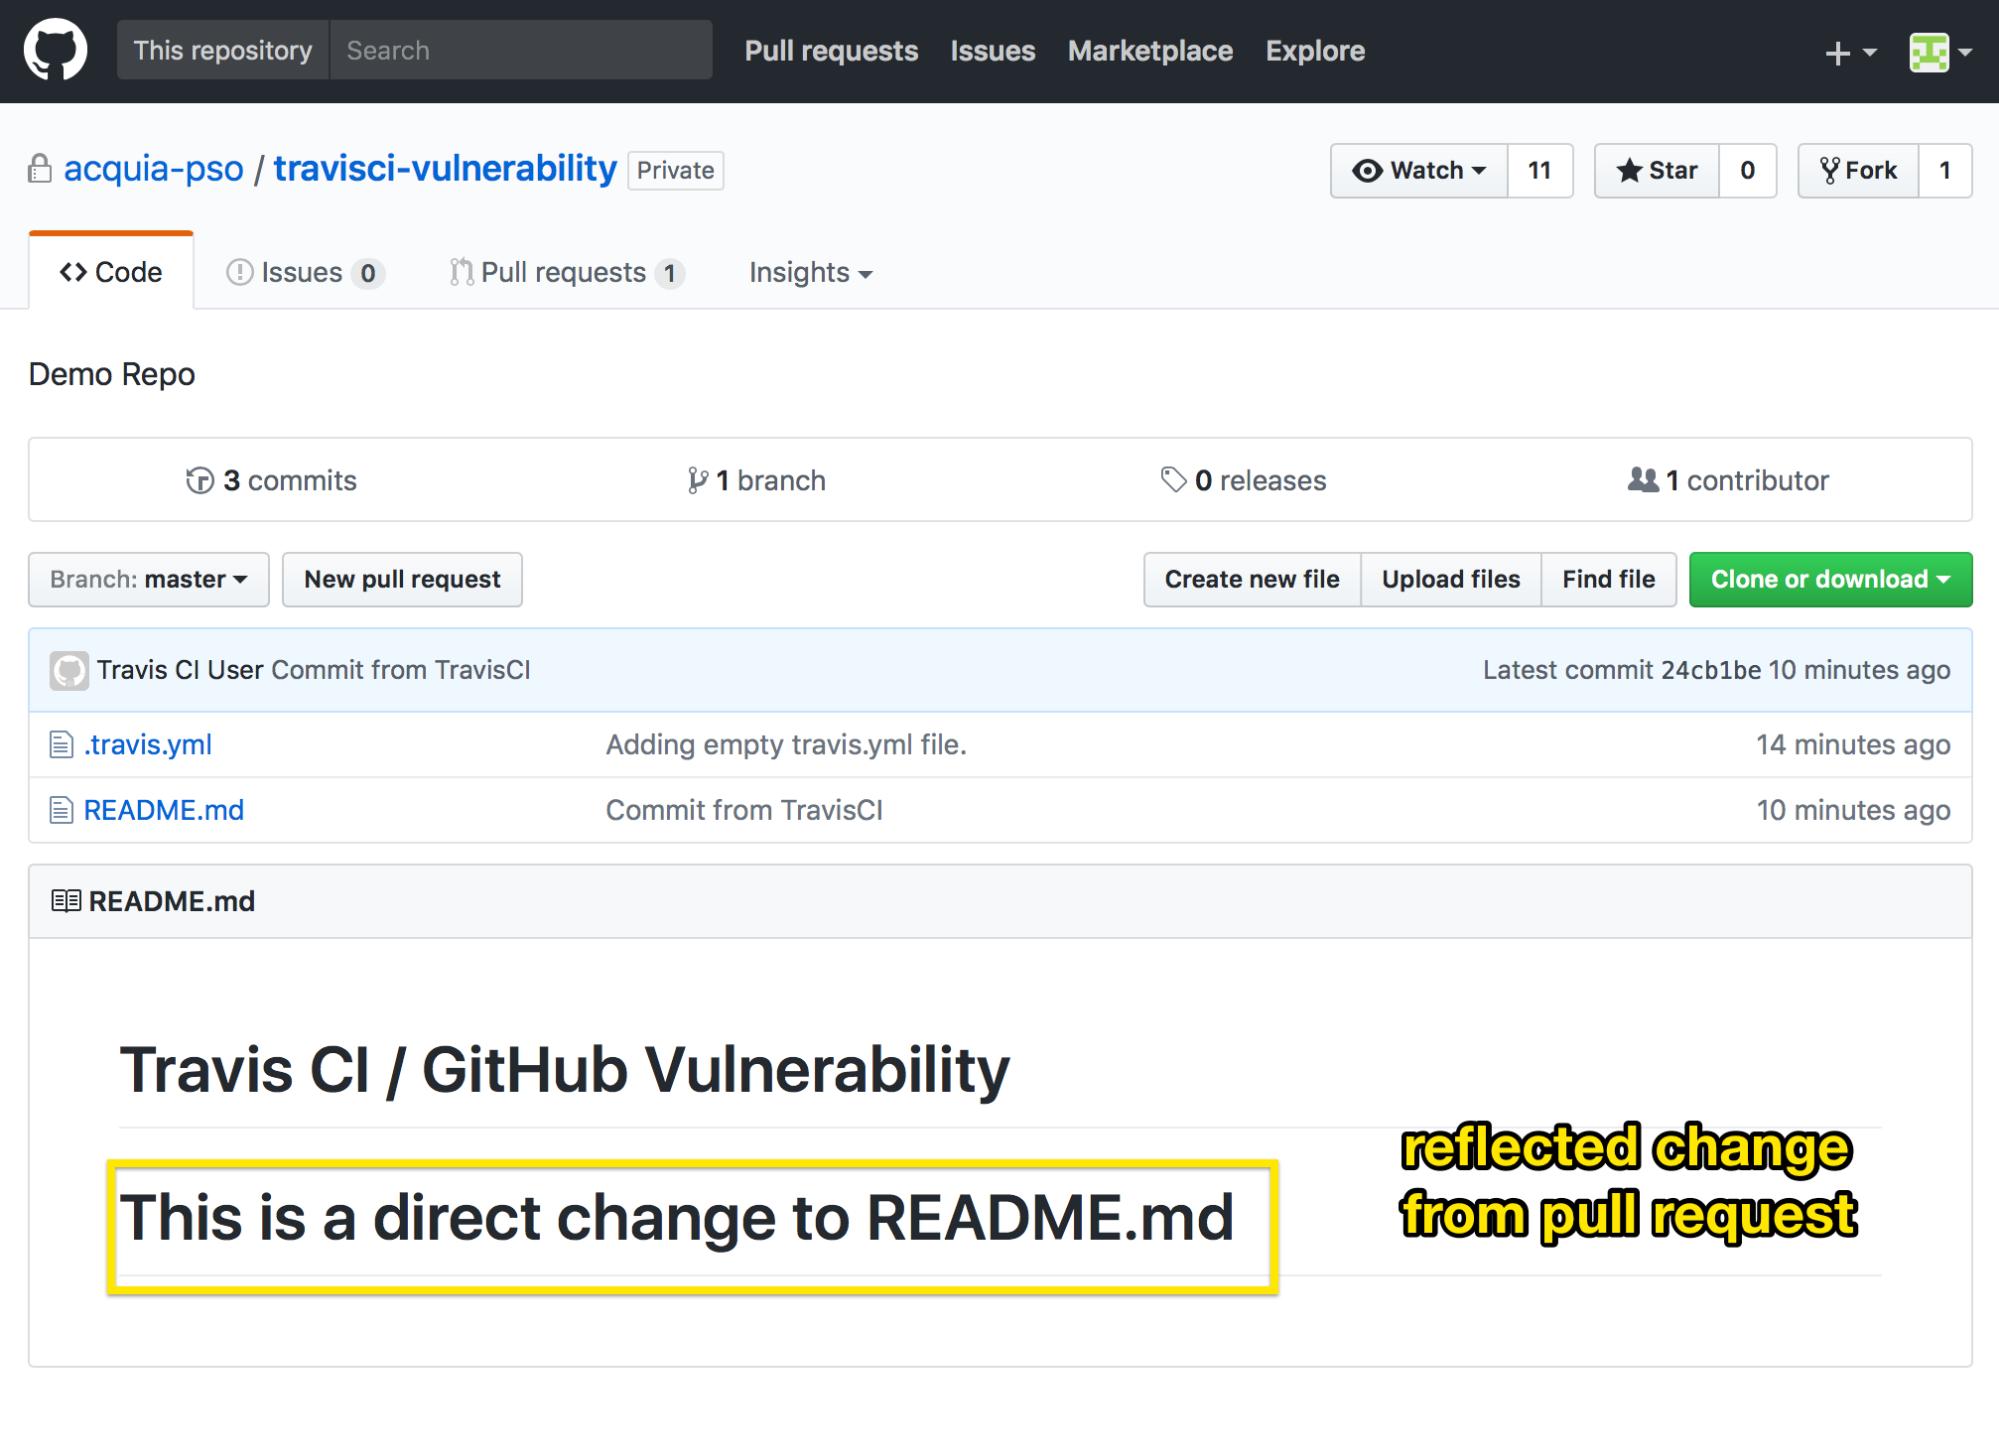 This repository Search Pull requests Issues Marketplace Explore
acquia-pso / travisci-vulnerability Private Watch 11 Star 0 Fork 1
Code Issues 0 Pull requests 1 Insights
Demo Repo
3 commits 1 branch 0 releases 1 contributor
Branch: master New pull request Create new file Upload files Find file Clone or download
Travis CI User Commit from TravisCI Latest commit 24cb1be 10 minutes ago
.travis.yml Adding empty travis.yml file. 14 minutes ago
README.md Commit from TravisCI 10 minutes ago
README.md
Travis CI / GitHub Vulnerability
This is a direct change to README.md
reflected change
from pull request